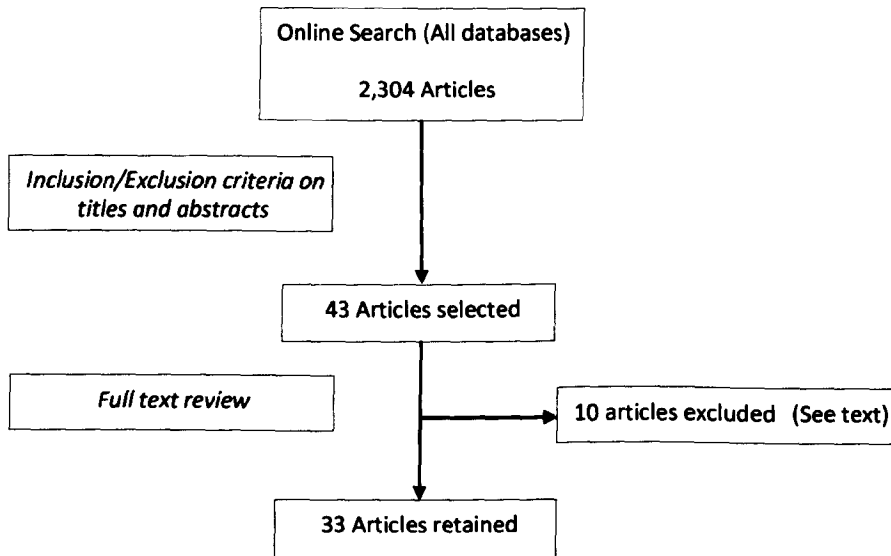 Online Search (All databases)
2,304 Articles
Inclusion/Exclusion criteria on
titles and abstracts
43 Articles selected
Full text review
10 articles excluded (See text)
33 Articles retained